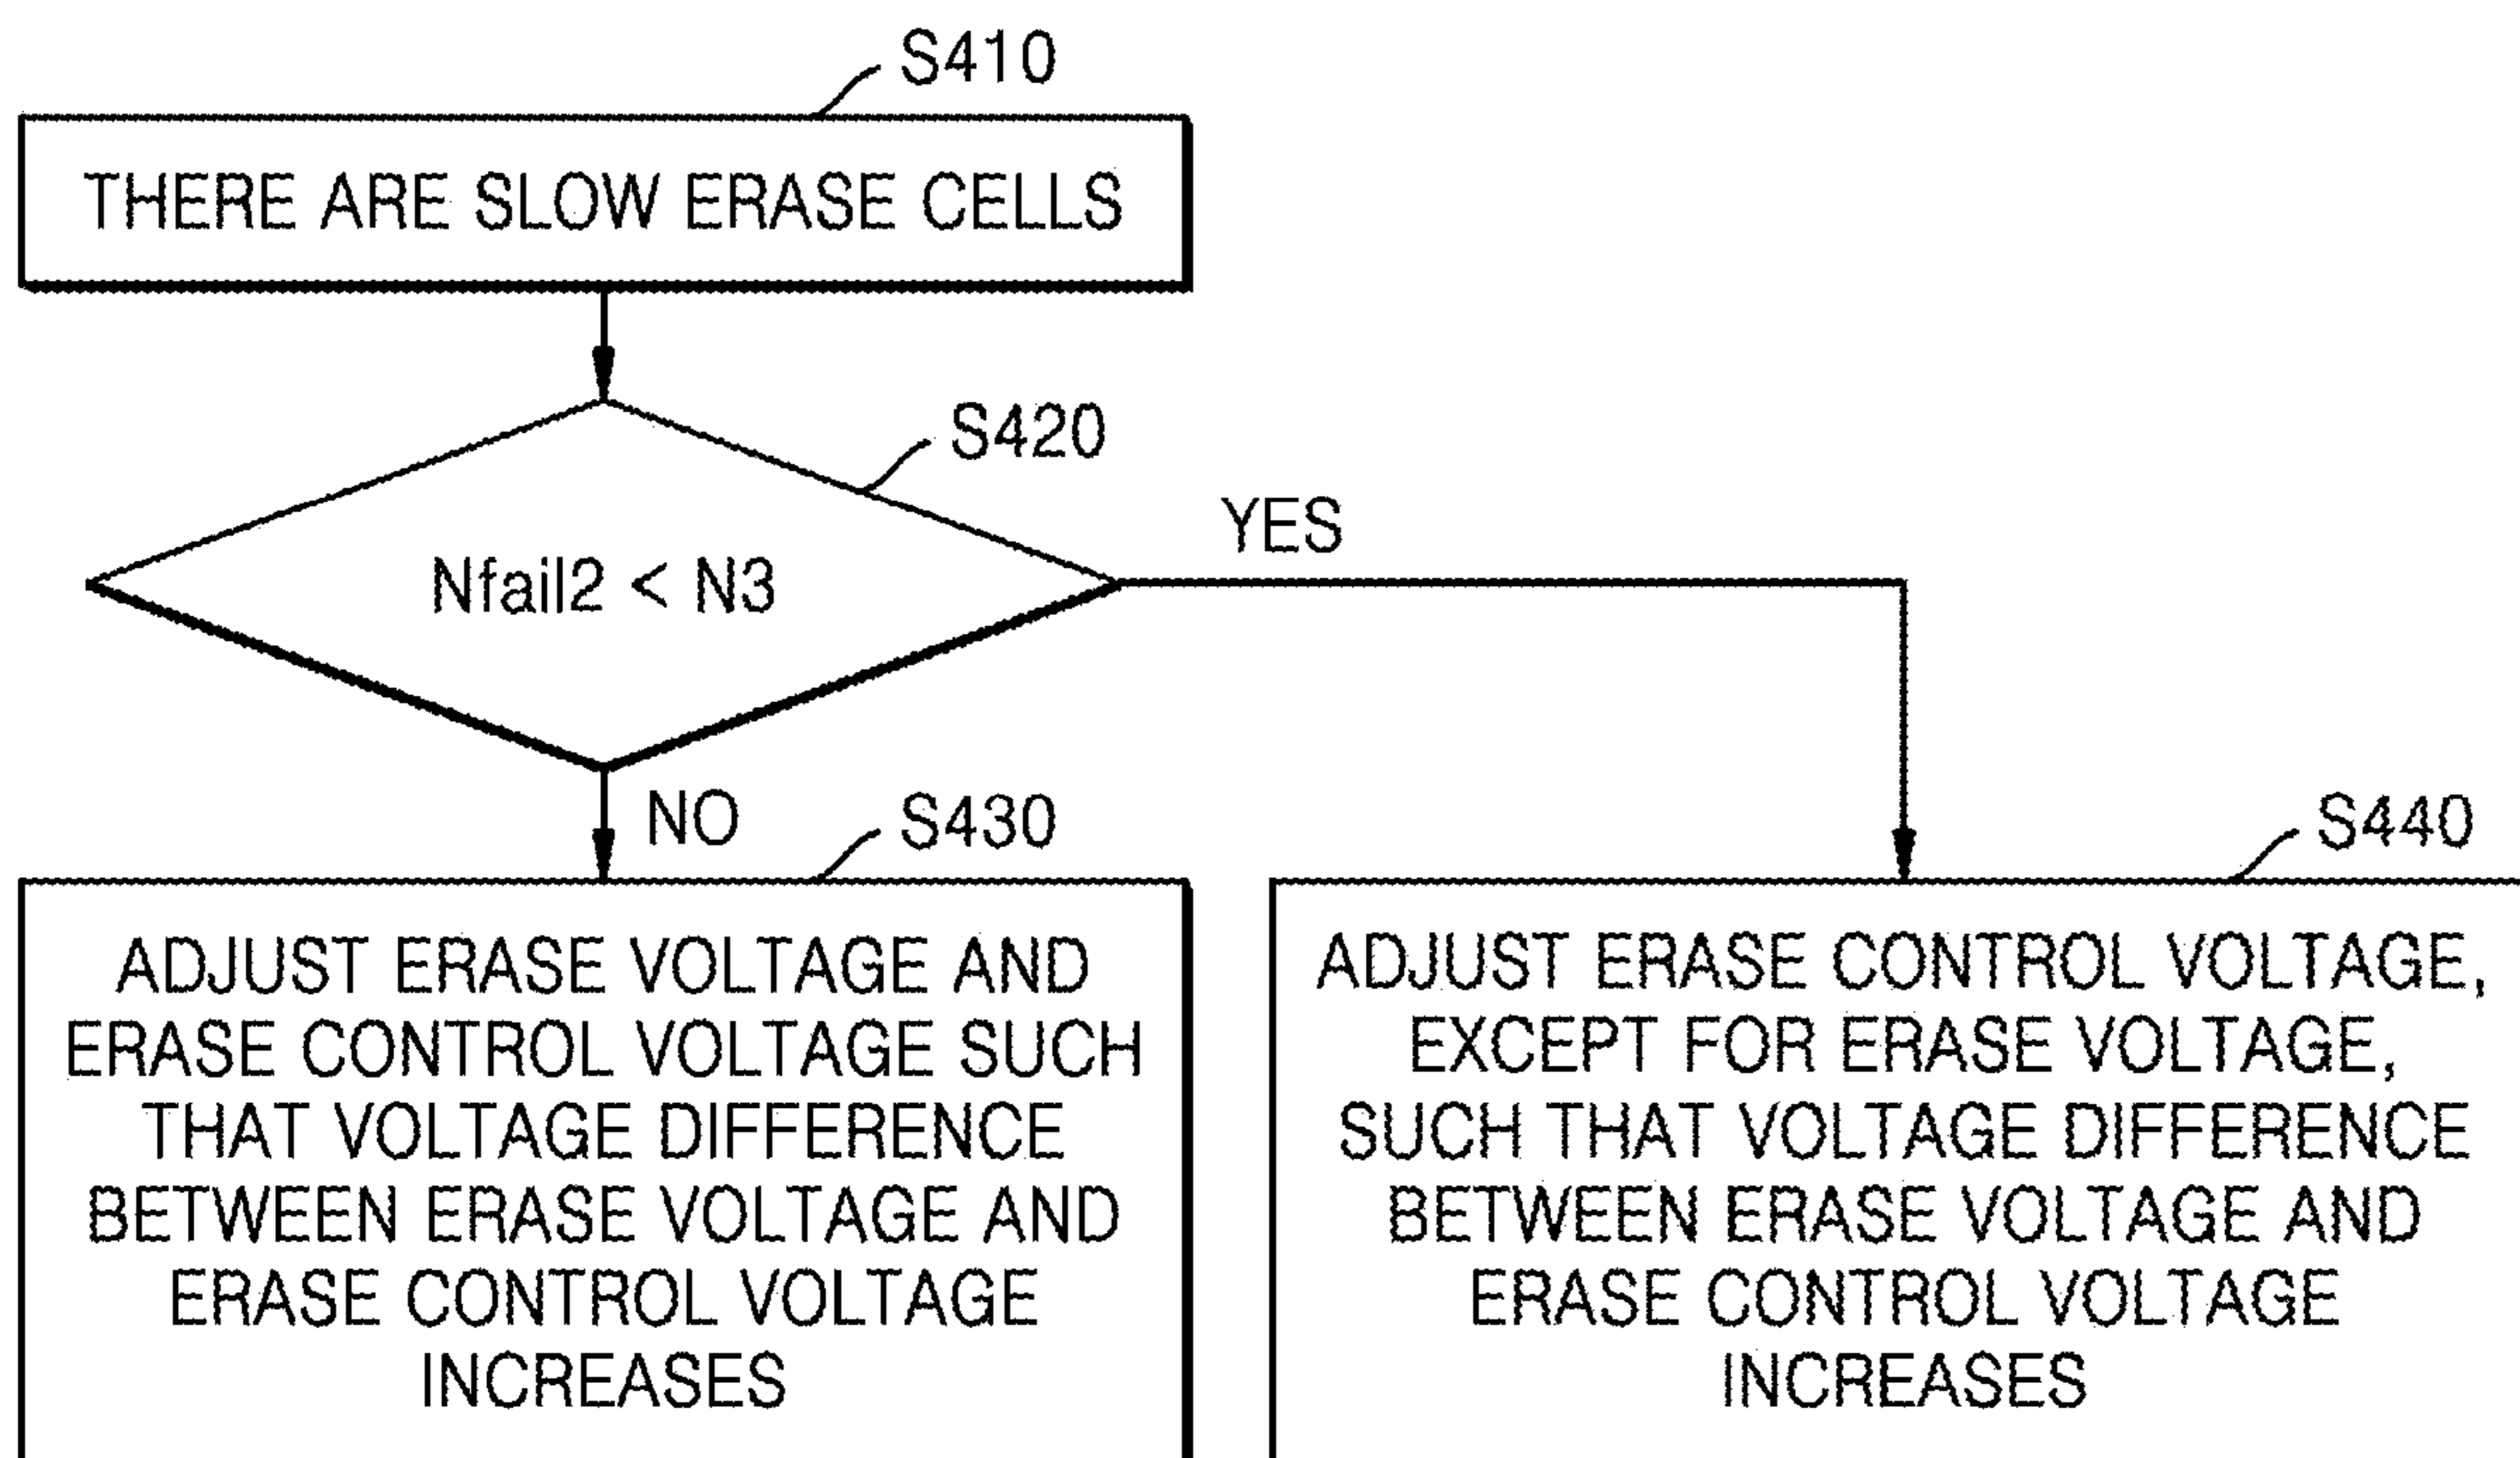 S410
THERE ARE SLOW ERASE CELLS
S420
Nfail2 < N3
YES
NO
S430
ADJUST ERASE VOLTAGE AND
ERASE CONTROL VOLTAGE SUCH
THAT VOLTAGE DIFFERENCE
BETWEEN ERASE VOLTAGE AND
ERASE CONTROL VOLTAGE
INCREASES
S440
ADJUST ERASE CONTROL VOLTAGE,
EXCEPT FOR ERASE VOLTAGE,
SUCH THAT VOLTAGE DIFFERENCE
BETWEEN ERASE VOLTAGE AND
ERASE CONTROL VOLTAGE
INCREASES